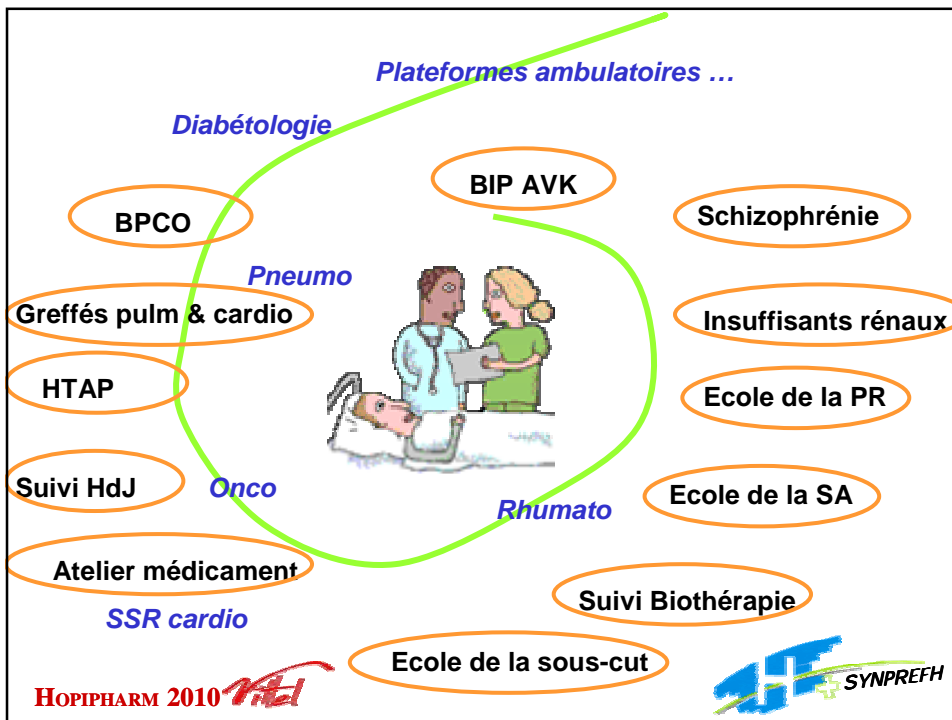 Plateformes ambulatoires …
Diabétologie
BIP AVK
BPCO
Schizophrénie
Pneumo
Greffés pulm & cardio
Insuffisants rénaux
HTAP
Ecole de la PR
Suivi HdJ
Onco
Ecole de la SA
Rhumato
Atelier médicament
Suivi Biothérapie
SSR cardio
Ecole de la sous-cut
HOPIPHARM 2010 Vittel
SYNPREFH